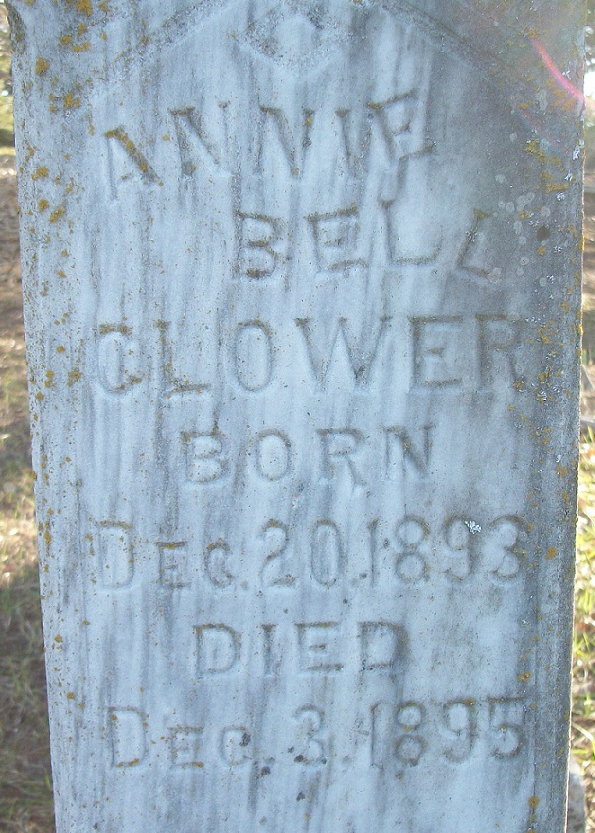 ANNIE
BELL
CLOWER
BORN
DEC. 20. 1893
DIED
DEC. 3. 1895